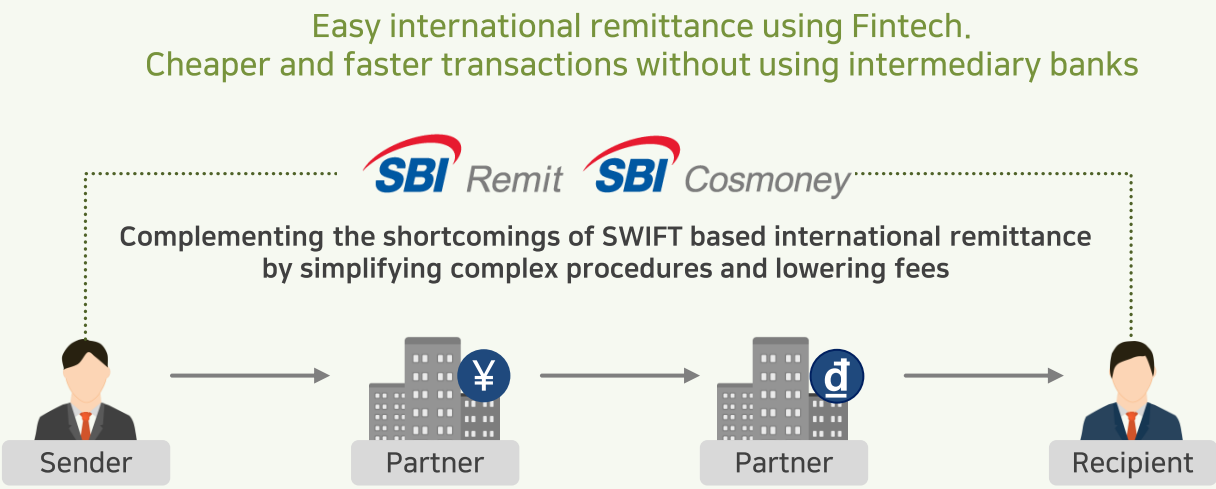 Easy international remittance using Fintech.
Cheaper and faster transactions without using intermediary banks
SBI Remit SBI Cosmoney
Complementing the shortcomings of SWIFT based international remittance
by simplifying complex procedures and lowering fees
¥ ₫
Sender Partner Partner Recipient